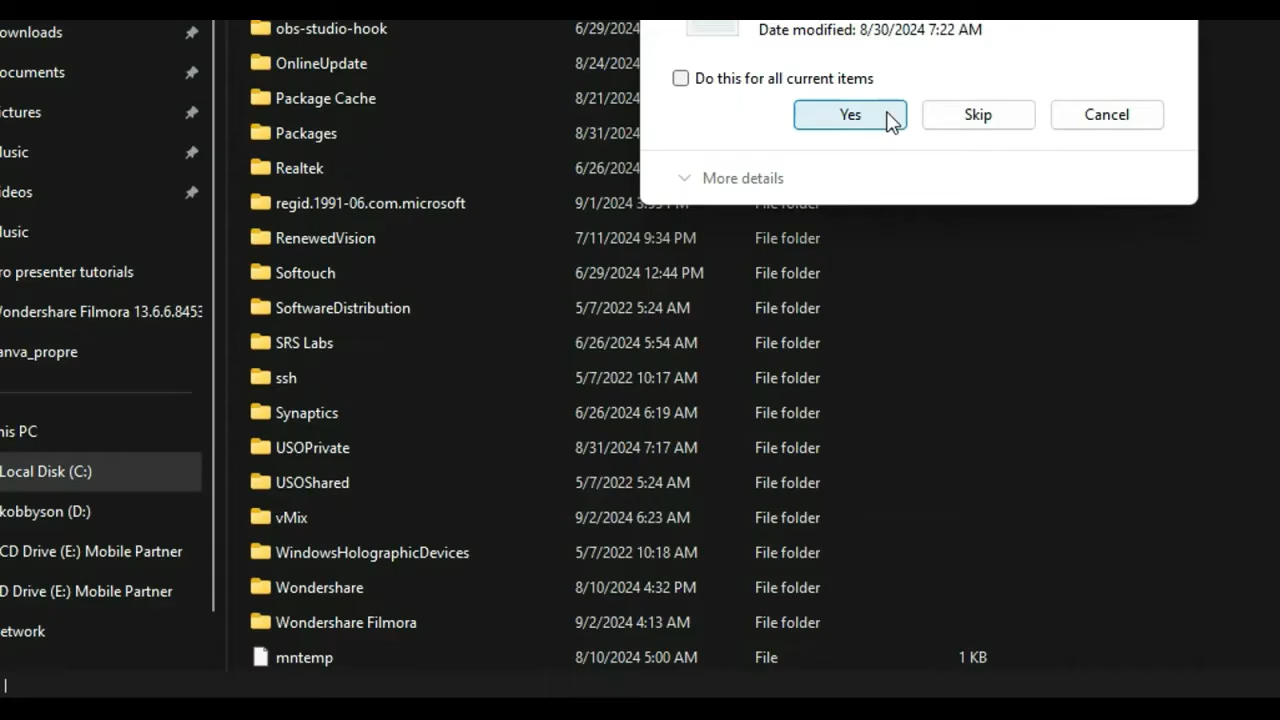 ownloads
ocuments
ictures
lusic
ideos
lusic
ro presenter tutorials
Vondershare Filmora 13.6.6.8453
anva_propre
his PC
Local Disk (C:)
kobbyson (D:)
CD Drive (E:) Mobile Partner
D Drive (E:) Mobile Partner
etwork
obs-studio-hook 6/29/2024
OnlineUpdate 8/24/2024
Package Cache 8/21/2024
Packages 8/31/2024
Realtek 6/26/2024
regid.1991-06.com.microsoft 9/1/2024 3:55 PM File folder
RenewedVision 7/11/2024 9:34 PM File folder
Softouch 6/29/2024 12:44 PM File folder
SoftwareDistribution 5/7/2022 5:24 AM File folder
SRS Labs 6/26/2024 5:54 AM File folder
ssh 5/7/2022 10:17 AM File folder
Synaptics 6/26/2024 6:19 AM File folder
USOPrivate 8/31/2024 7:17 AM File folder
USOShared 5/7/2022 5:24 AM File folder
vMix 9/2/2024 6:23 AM File folder
WindowsHolographicDevices 5/7/2022 10:18 AM File folder
Wondershare 8/10/2024 4:32 PM File folder
Wondershare Filmora 9/2/2024 4:13 AM File folder
mntemp 8/10/2024 5:00 AM File 1 KB
Date modified: 8/30/2024 7:22 AM
Do this for all current items
Yes Skip Cancel
More details